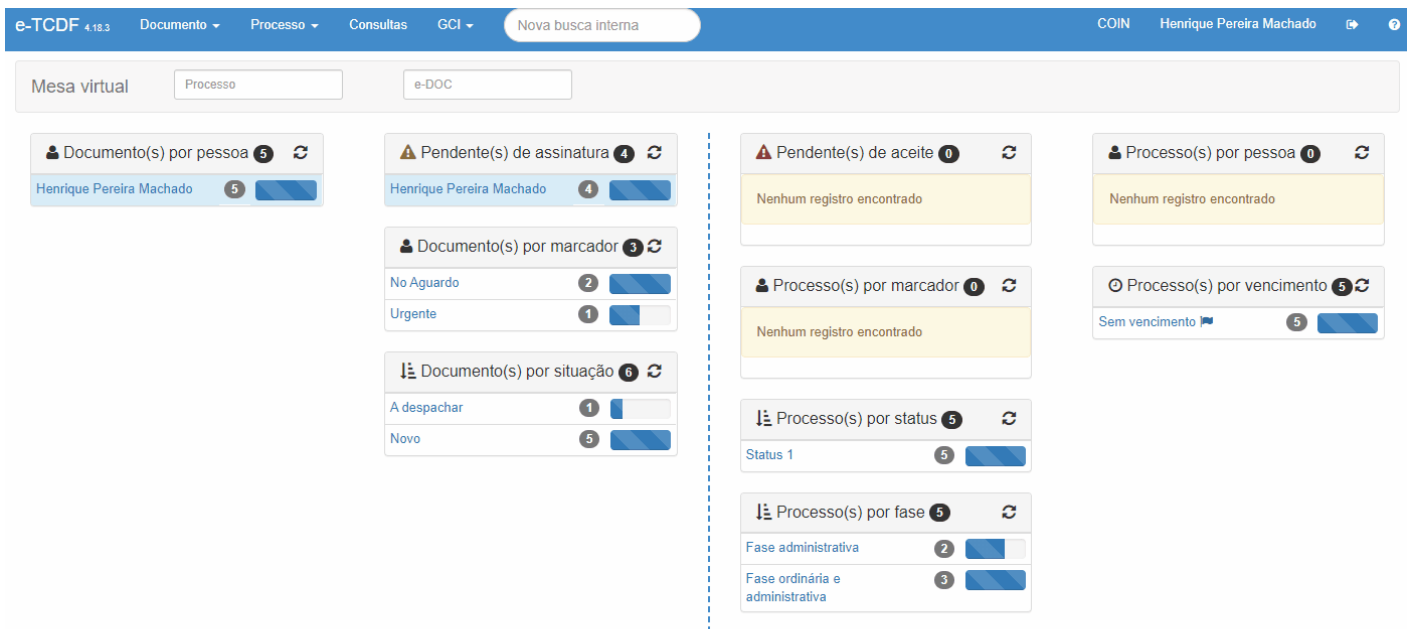 e-TCDF 4.18.3 Documento Processo Consultas GCI Nova busca interna COIN Henrique Pereira Machado
Mesa virtual Processo e-DOC
Documento(s) por pessoa 5
Henrique Pereira Machado 5
Pendente(s) de assinatura 4
Henrique Pereira Machado 4
Documento(s) por marcador 3
No Aguardo 2
Urgente 1
Documento(s) por situação 6
A despachar 1
Novo 5
Pendente(s) de aceite 0
Nenhum registro encontrado
Processo(s) por marcador 0
Nenhum registro encontrado
Processo(s) por status 5
Status 1 5
Processo(s) por fase 5
Fase administrativa 2
Fase ordinária e 3
administrativa
Processo(s) por pessoa 0
Nenhum registro encontrado
Processo(s) por vencimento 5
Sem vencimento 5